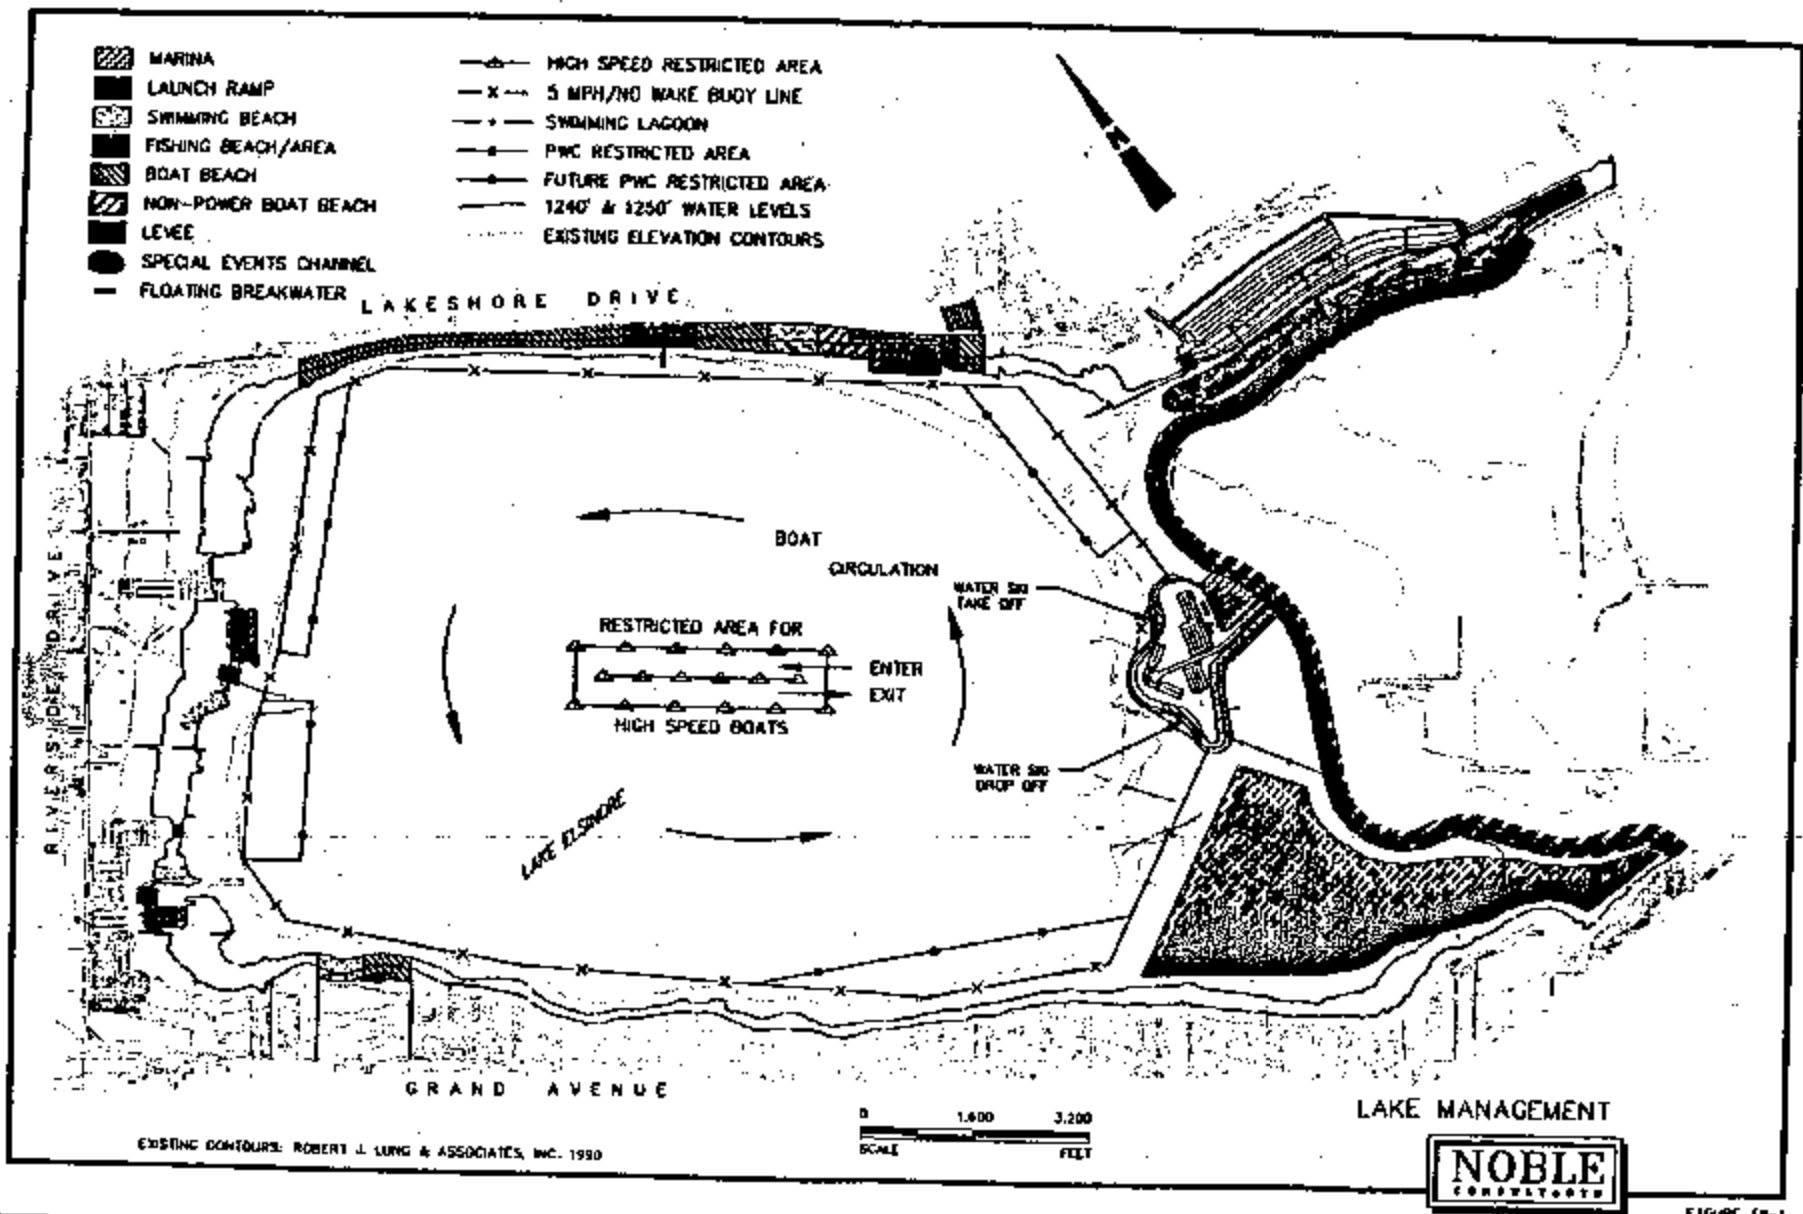 MARINA
LAUNCH RAMP
SWIMMING BEACH
FISHING BEACH/AREA
BOAT BEACH
NON-POWER BOAT BEACH
LEVEE
SPECIAL EVENTS CHANNEL
FLOATING BREAKWATER
HIGH SPEED RESTRICTED AREA
5 MPH/NO WAKE BUOY LINE
SWIMMING LAGOON
PWC RESTRICTED AREA
FUTURE PWC RESTRICTED AREA
1240' & 1250' WATER LEVELS
EXISTING ELEVATION CONTOURS
N
LAKESHORE DRIVE
RIVERSIDE DRIVE
BOAT
CIRCULATION
WATER SKI
TAKE OFF
RESTRICTED AREA FOR
ENTER
EXIT
HIGH SPEED BOATS
WATER SKI
DROP OFF
LAKE ELSINORE
GRAND AVENUE
0 1,600 3,200
SCALE FEET
EXISTING CONTOURS: ROBERT J. LUNG & ASSOCIATES, INC. 1990
LAKE MANAGEMENT
NOBLE
CONSULTANTS
FIGURE